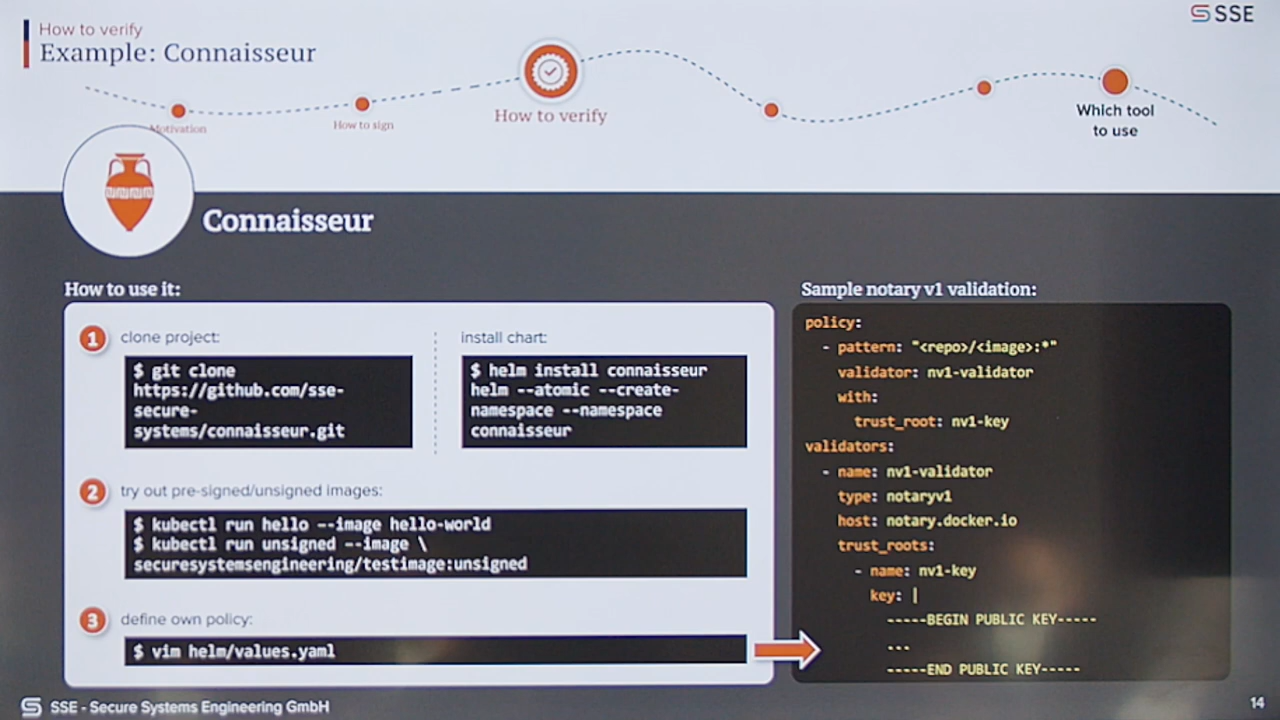 How to verify
Example: Connaisseur
SSE
Motivation
How to sign
How to verify
Which tool
to use
Connaisseur
How to use it:
1
clone project:
$ git clone
https://github.com/sse-
secure-
systems/connaisseur.git
install chart:
$ helm install connaisseur
helm --atomic --create-
namespace --namespace
connaisseur
2
try out pre-signed/unsigned images:
$ kubectl run hello --image hello-world
$ kubectl run unsigned --image \
securesystemsengineering/testimage:unsigned
3
define own policy:
$ vim helm/values.yaml
Sample notary v1 validation:
policy:
- pattern: "<repo>/<image>:*"
validator: nv1-validator
with:
trust_root: nv1-key
validators:
- name: nv1-validator
type: notaryv1
host: notary.docker.io
trust_roots:
- name: nv1-key
key: |
-----BEGIN PUBLIC KEY-----
...
-----END PUBLIC KEY-----
SSE - Secure Systems Engineering GmbH
14